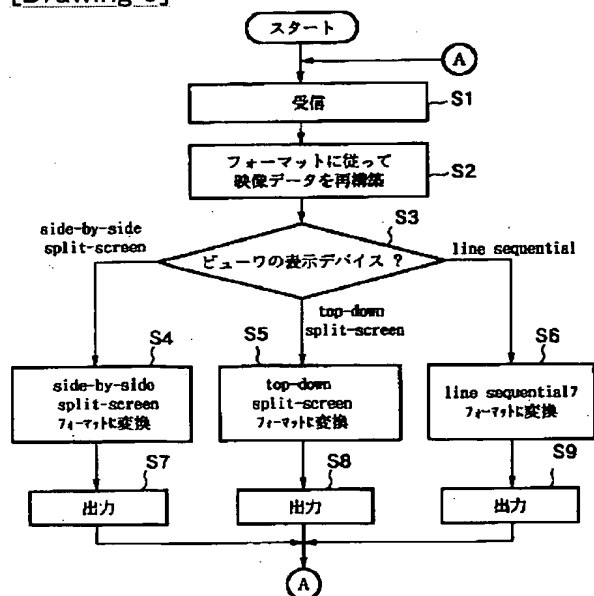 [Drawing 6]
スタート
A
受信
S1
フォーマットに従って
映像データを再構築
S2
S3
side-by-side
split-screen
ビューワの表示デバイス ?
line sequential
top-down
split-screen
S4
S5
S6
side-by-side
split-screen
フォーマットに変換
top-down
split-screen
フォーマットに変換
line sequentialフ
フォーマットに変換
S7
S8
S9
出力
出力
出力
A